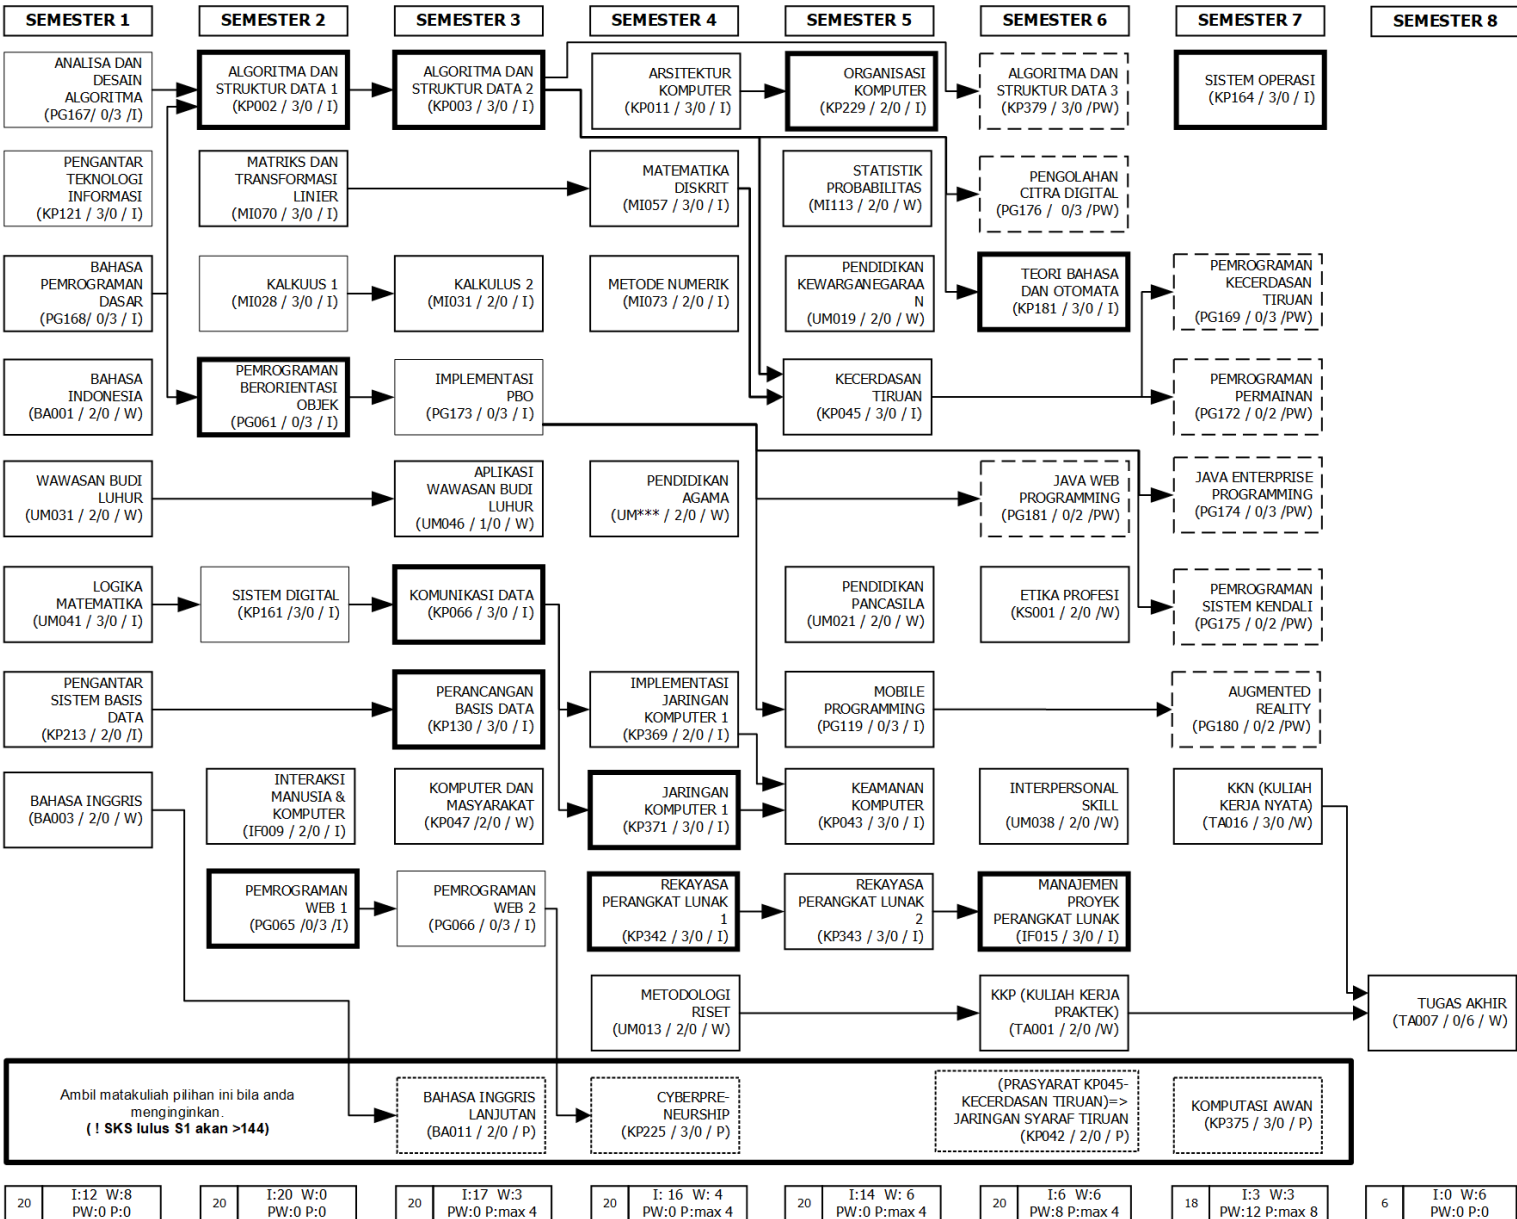 SEMESTER 1
SEMESTER 2
SEMESTER 3
SEMESTER 4
SEMESTER 5
SEMESTER 6
SEMESTER 7
SEMESTER 8
ANALISA DAN
DESAIN
ALGORITMA
(PG167/ 0/3 /I)
ALGORITMA DAN
STRUKTUR DATA 1
(KP002 / 3/0 / I)
ALGORITMA DAN
STRUKTUR DATA 2
(KP003 / 3/0 / I)
ARSITEKTUR
KOMPUTER
(KP011 / 3/0 / I)
ORGANISASI
KOMPUTER
(KP229 / 2/0 / I)
ALGORITMA DAN
STRUKTUR DATA 3
(KP379 / 3/0 /PW)
SISTEM OPERASI
(KP164 / 3/0 / I)
PENGANTAR
TEKNOLOGI
INFORMASI
(KP121 / 3/0 / I)
MATRIKS DAN
TRANSFORMASI
LINIER
(MI070 / 3/0 / I)
MATEMATIKA
DISKRIT
(MI057 / 3/0 / I)
STATISTIK
PROBABILITAS
(MI113 / 2/0 / W)
PENGOLAHAN
CITRA DIGITAL
(PG176 / 0/3 /PW)
BAHASA
PEMROGRAMAN
DASAR
(PG168/ 0/3 / I)
KALKUUS 1
(MI028 / 3/0 / I)
KALKULUS 2
(MI031 / 2/0 / I)
METODE NUMERIK
(MI073 / 2/0 / I)
PENDIDIKAN
KEWARGANEGARAA
N
(UM019 / 2/0 / W)
TEORI BAHASA
DAN OTOMATA
(KP181 / 3/0 / I)
PEMROGRAMAN
KECERDASAN
TIRUAN
(PG169 / 0/3 /PW)
BAHASA
INDONESIA
(BA001 / 2/0 / W)
PEMROGRAMAN
BERORIENTASI
OBJEK
(PG061 / 0/3 / I)
IMPLEMENTASI
PBO
(PG173 / 0/3 / I)
KECERDASAN
TIRUAN
(KP045 / 3/0 / I)
PEMROGRAMAN
PERMAINAN
(PG172 / 0/2 /PW)
WAWASAN BUDI
LUHUR
(UM031 / 2/0 / W)
APLIKASI
WAWASAN BUDI
LUHUR
(UM046 / 1/0 / W)
PENDIDIKAN
AGAMA
(UM*** / 2/0 / W)
JAVA WEB
PROGRAMMING
(PG181 / 0/2 /PW)
JAVA ENTERPRISE
PROGRAMMING
(PG174 / 0/3 /PW)
LOGIKA
MATEMATIKA
(UM041 / 3/0 / I)
SISTEM DIGITAL
(KP161 /3/0 / I)
KOMUNIKASI DATA
(KP066 / 3/0 / I)
PENDIDIKAN
PANCASILA
(UM021 / 2/0 / W)
ETIKA PROFESI
(KS001 / 2/0 /W)
PEMROGRAMAN
SISTEM KENDALI
(PG175 / 0/2 /PW)
PENGANTAR
SISTEM BASIS
DATA
(KP213 / 2/0 /I)
PERANCANGAN
BASIS DATA
(KP130 / 3/0 / I)
IMPLEMENTASI
JARINGAN
KOMPUTER 1
(KP369 / 2/0 / I)
MOBILE
PROGRAMMING
(PG119 / 0/3 / I)
AUGMENTED
REALITY
(PG180 / 0/2 /PW)
BAHASA INGGRIS
(BA003 / 2/0 / W)
INTERAKSI
MANUSIA &
KOMPUTER
(IF009 / 2/0 / I)
KOMPUTER DAN
MASYARAKAT
(KP047 /2/0 / W)
JARINGAN
KOMPUTER 1
(KP371 / 3/0 / I)
KEAMANAN
KOMPUTER
(KP043 / 3/0 / I)
INTERPERSONAL
SKILL
(UM038 / 2/0 /W)
KKN (KULIAH
KERJA NYATA)
(TA016 / 3/0 /W)
PEMROGRAMAN
WEB 1
(PG065 /0/3 /I)
PEMROGRAMAN
WEB 2
(PG066 / 0/3 / I)
REKAYASA
PERANGKAT LUNAK
1
(KP342 / 3/0 / I)
REKAYASA
PERANGKAT LUNAK
2
(KP343 / 3/0 / I)
MANAJEMEN
PROYEK
PERANGKAT LUNAK
(IF015 / 3/0 / I)
METODOLOGI
RISET
(UM013 / 2/0 / W)
KKP (KULIAH KERJA
PRAKTEK)
(TA001 / 2/0 /W)
TUGAS AKHIR
(TA007 / 0/6 / W)
Ambil matakuliah pilihan ini bila anda
menginginkan.
( ! SKS lulus S1 akan >144)
BAHASA INGGRIS
LANJUTAN
(BA011 / 2/0 / P)
CYBERPRE-
NEURSHIP
(KP225 / 3/0 / P)
(PRASYARAT KP045-
KECERDASAN TIRUAN)=>
JARINGAN SYARAF TIRUAN
(KP042 / 2/0 / P)
KOMPUTASI AWAN
(KP375 / 3/0 / P)
20
I:12 W:8
PW:0 P:0
20
I:20 W:0
PW:0 P:0
20
I:17 W:3
PW:0 P:max 4
20
I: 16 W: 4
PW:0 P:max 4
20
I:14 W: 6
PW:0 P:max 4
20
I:6 W:6
PW:8 P:max 4
18
I:3 W:3
PW:12 P:max 8
6
I:0 W:6
PW:0 P:0